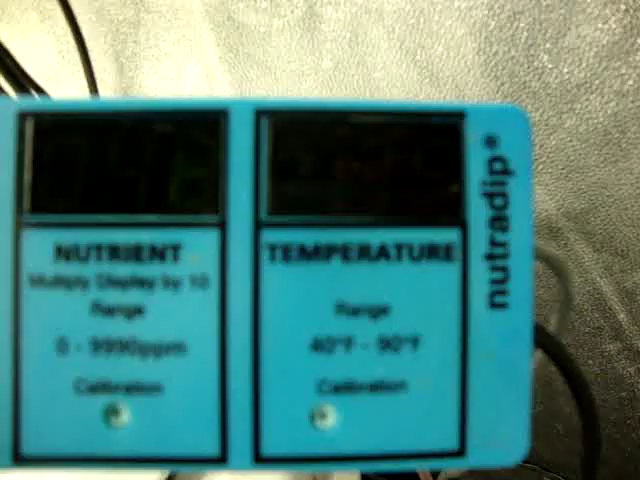 NUTRIENT
Multiply Display by 10
Range
0 - 9990ppm
Calibration
TEMPERATURE
Range
40°F - 90°F
Calibration
nutradip®